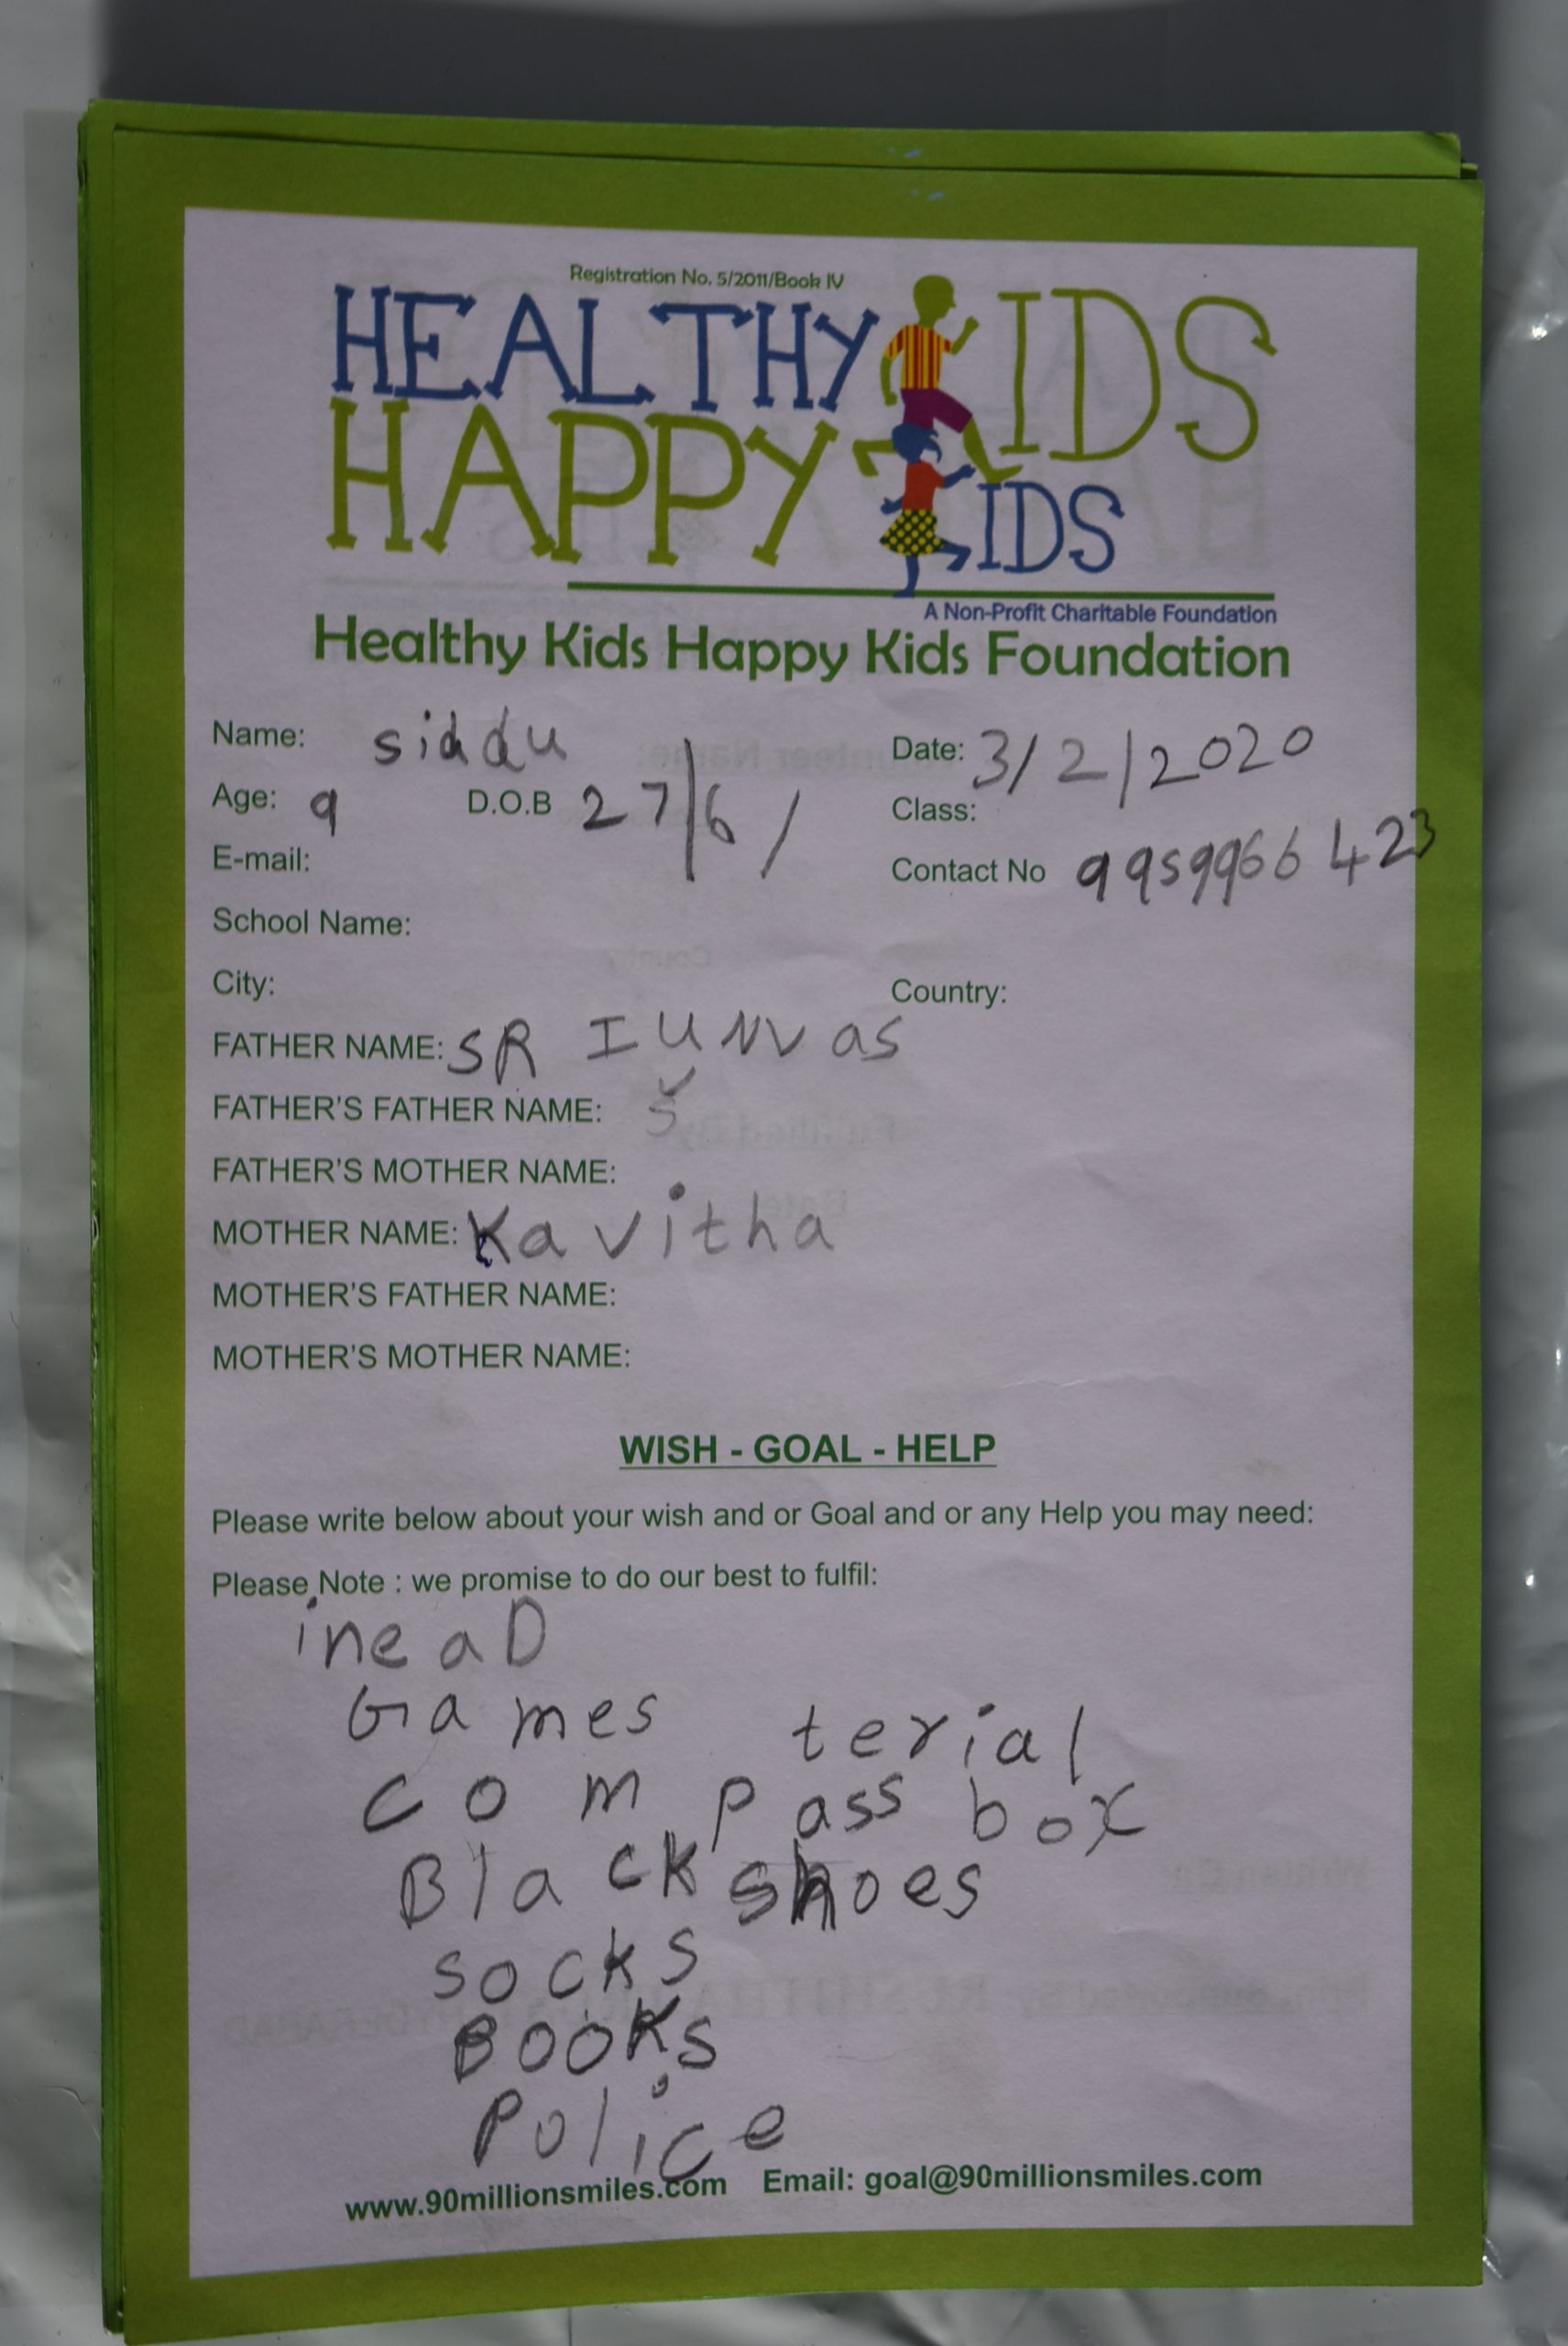 Registration No. 5/2011/Book IV
HEALTHY KIDS
HAPPY KIDS
A Non-Profit Charitable Foundation
Healthy Kids Happy Kids Foundation
Name: siddu Date: 3/2/2020
Age: 9 D.O.B 27/6/ Class:
E-mail: Contact No 9959966423
School Name:
City: Country:
FATHER NAME: SR IUNVas
FATHER'S FATHER NAME: S
FATHER'S MOTHER NAME:
MOTHER NAME: Kavitha
MOTHER'S FATHER NAME:
MOTHER'S MOTHER NAME:
WISH - GOAL - HELP
Please write below about your wish and or Goal and or any Help you may need:
Please Note : we promise to do our best to fulfil:
ineaD
Games terial
compass box
Black shoes
socks
BOOKs
Police
www.90millionsmiles.com Email: goal@90millionsmiles.com